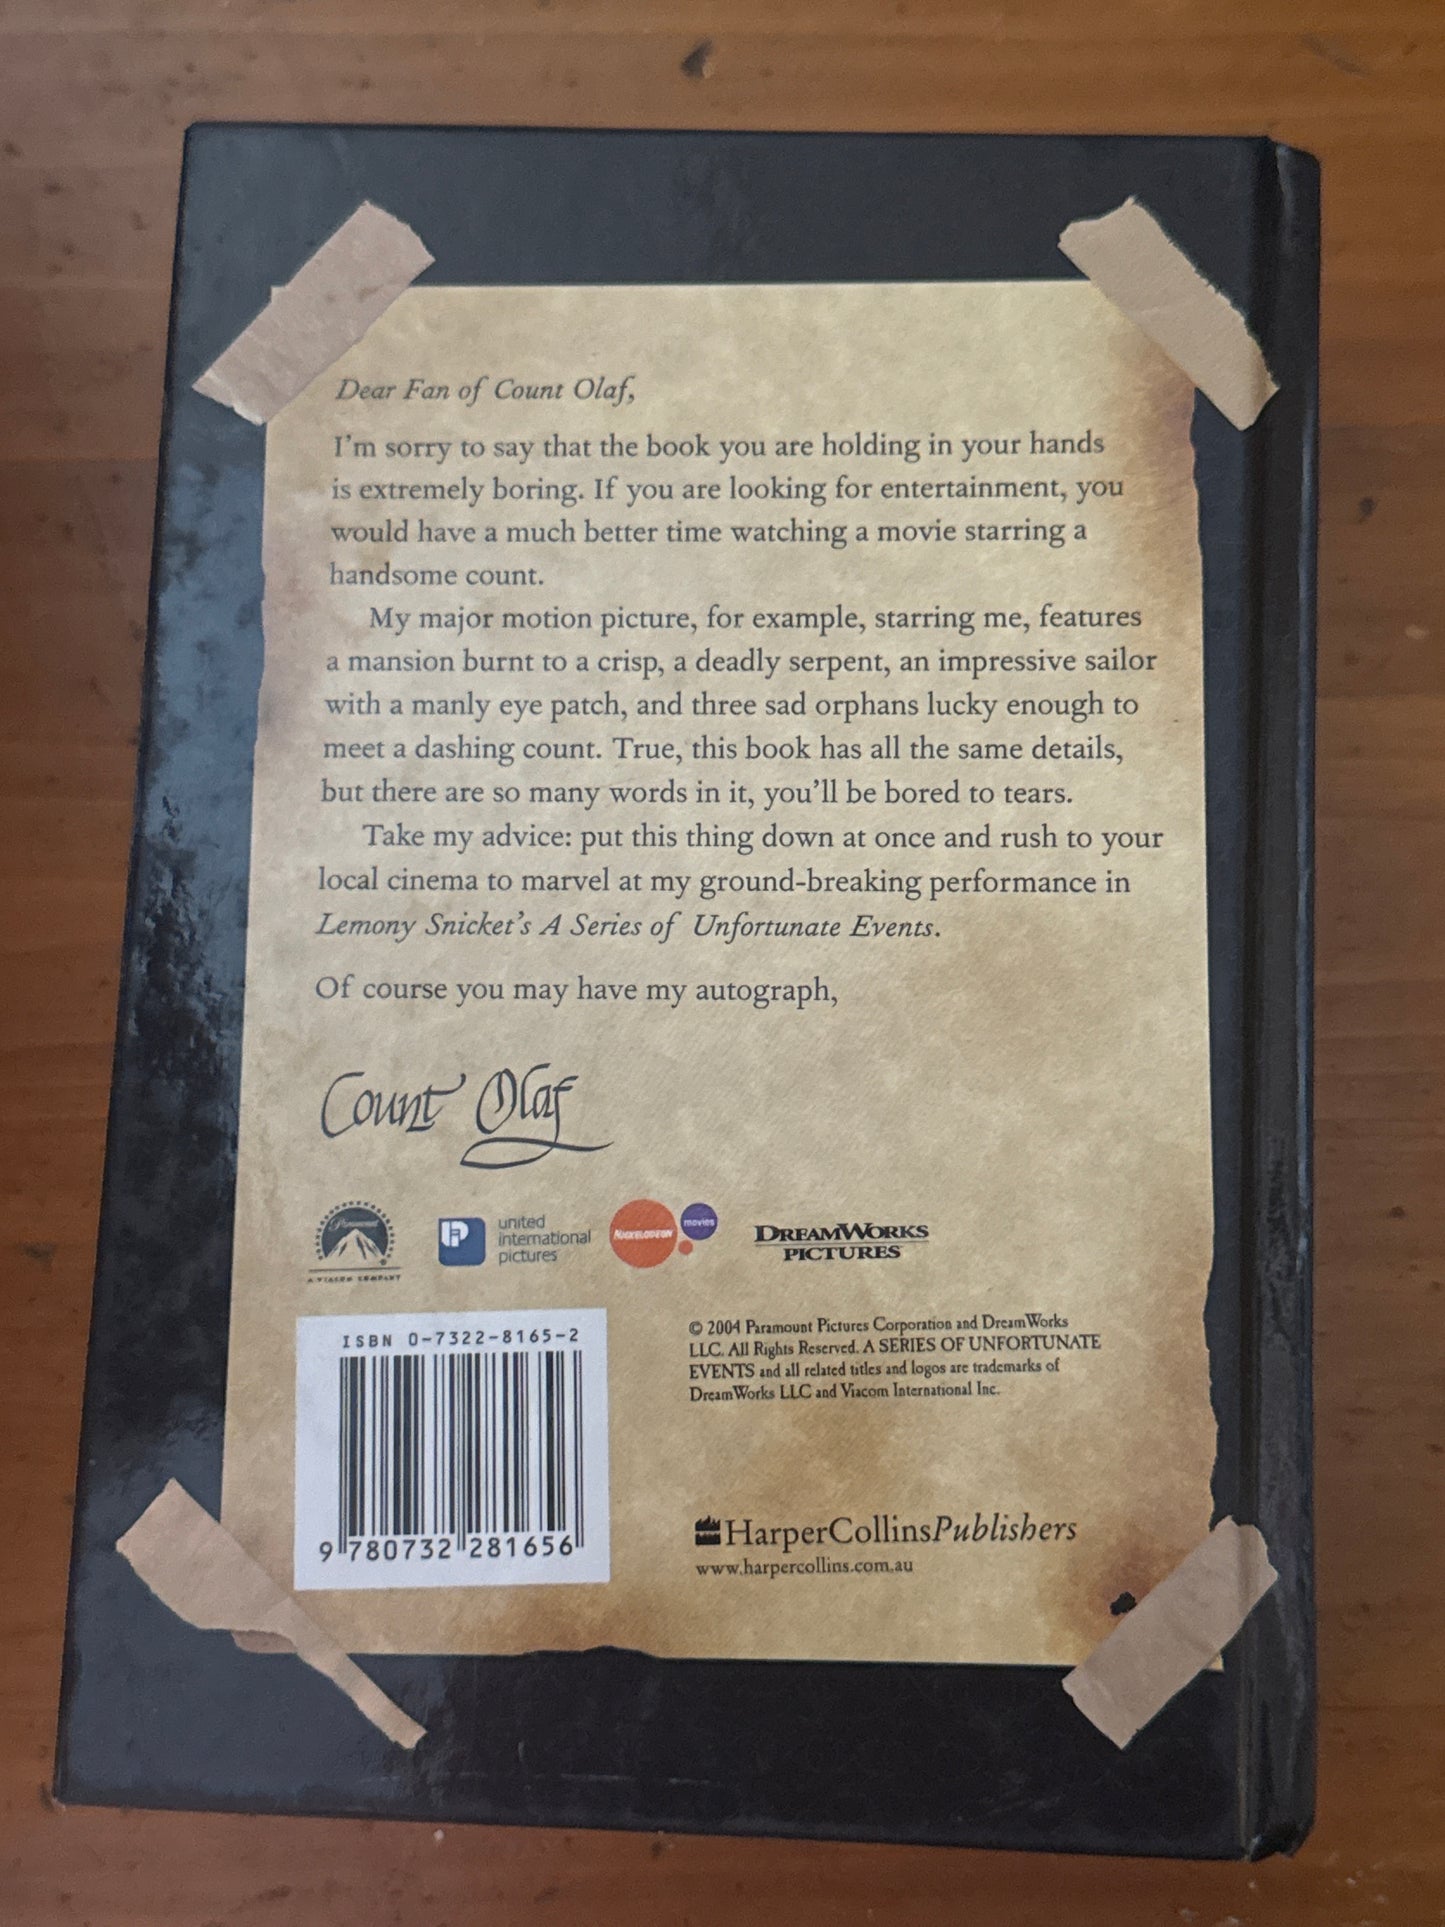 Dear Fan of Count Olaf,
I'm sorry to say that the book you are holding in your hands
is extremely boring. If you are looking for entertainment, you
would have a much better time watching a movie starring a
handsome count.
My major motion picture, for example, starring me, features
a mansion burnt to a crisp, a deadly serpent, an impressive sailor
with a manly eye patch, and three sad orphans lucky enough to
meet a dashing count. True, this book has all the same details,
but there are so many words in it, you'll be bored to tears.
Take my advice: put this thing down at once and rush to your
local cinema to marvel at my ground-breaking performance in
Lemony Snicket's A Series of Unfortunate Events.
Of course you may have my autograph,
Count Olaf
Paramount
A VIACOM COMPANY
united
international
pictures
NICKELODEON
movies
DREAMWORKS
PICTURES
ISBN 0-7322-8165-2
9 780732 281656
© 2004 Paramount Pictures Corporation and DreamWorks
LLC. All Rights Reserved. A SERIES OF UNFORTUNATE
EVENTS and all related titles and logos are trademarks of
DreamWorks LLC and Viacom International Inc.
HarperCollinsPublishers
www.harpercollins.com.au